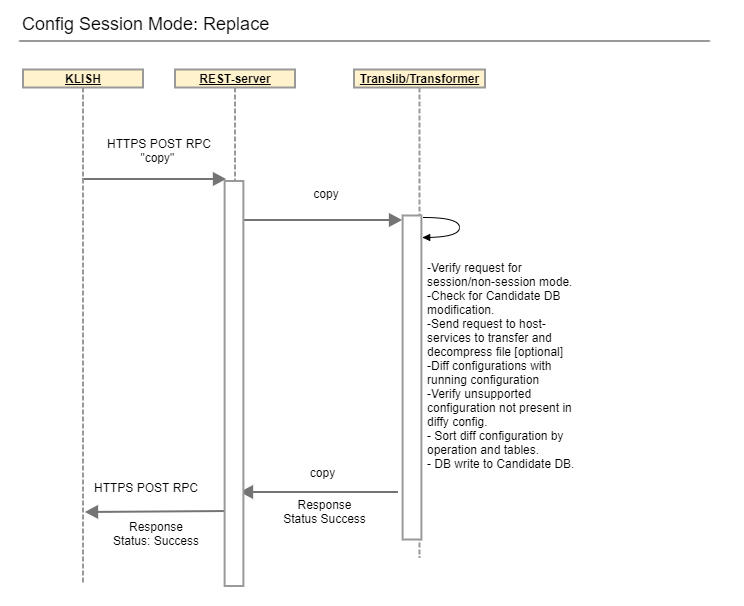 Config Session Mode: Replace
KLISH
REST-server
Translib/Transformer
HTTPS POST RPC
"copy"
copy
-Verify request for
session/non-session mode.
-Check for Candidate DB
modification.
-Send request to host-
services to transfer and
decompress file [optional]
-Diff configurations with
running configuration
-Verify unsupported
configuration not present in
diffy config.
- Sort diff configuration by
operation and tables.
- DB write to Candidate DB.
copy
Response
Status Success
HTTPS POST RPC
Response
Status: Success